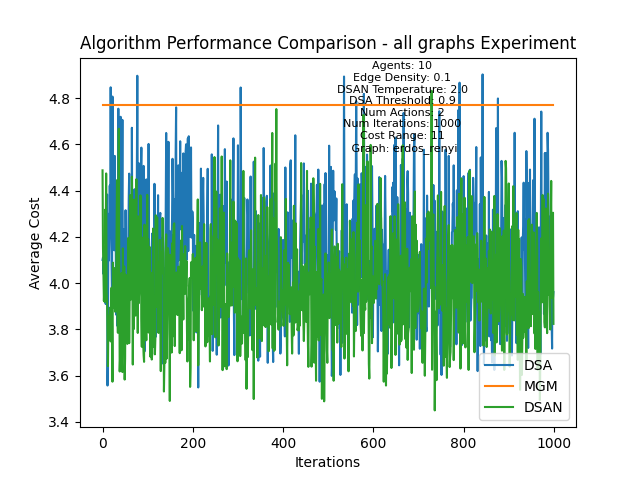 Algorithm Performance Comparison - all graphs Experiment
Agents: 10
Edge Density: 0.1
DSAN Temperature: 2.0
DSA Threshold: 0.9
Num Actions: 2
Num Iterations: 1000
Cost Range: 11
Graph: erdos_renyi
Average Cost
4.8
4.6
4.4
4.2
4.0
3.8
3.6
3.4
DSA
MGM
DSAN
0
200
400
600
800
1000
Iterations